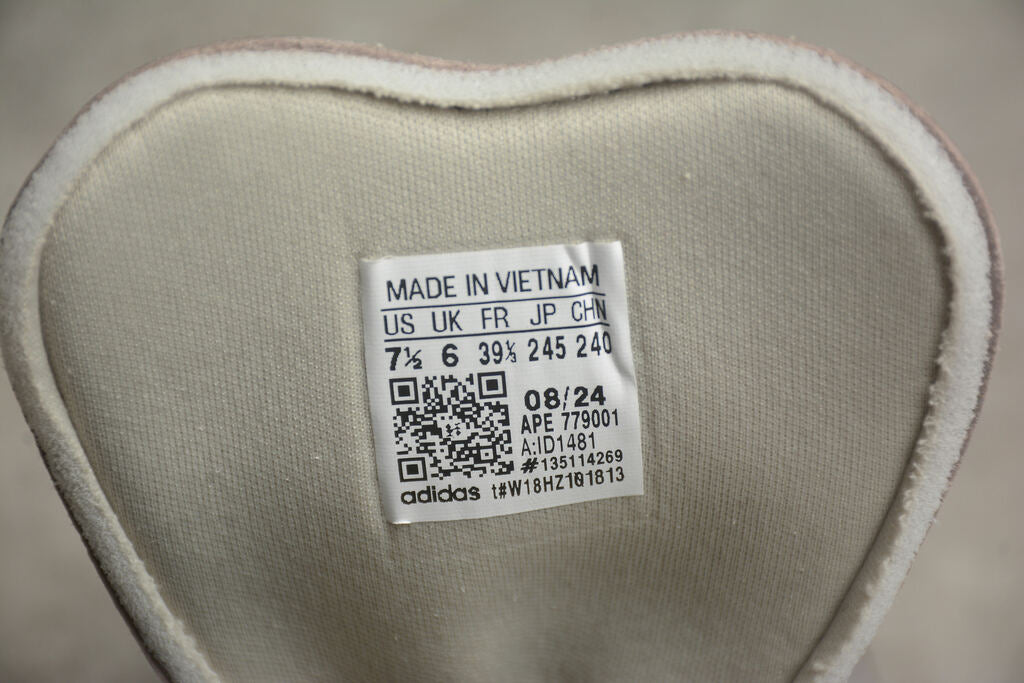 MADE IN VIETNAM
US UK FR JP CHN
7½ 6 39⅓ 245 240
08/24
APE 779001
A:ID1481
#135114269
adidas t#W18HZ101813